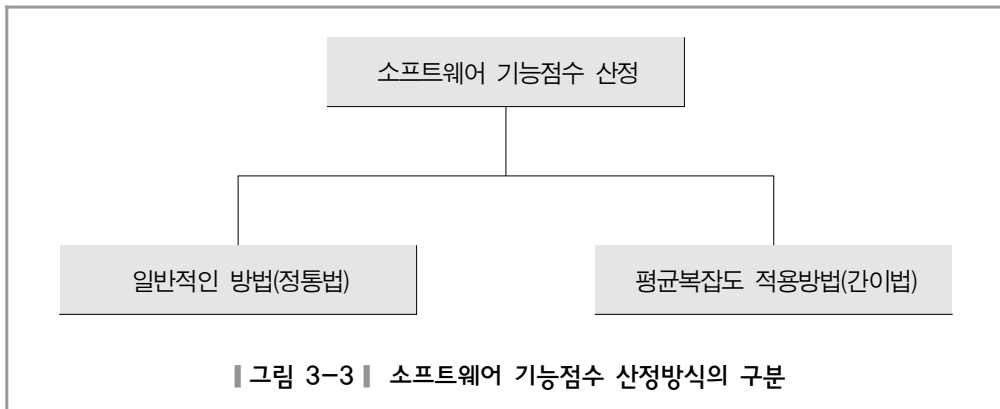 소프트웨어 기능점수 산정
일반적인 방법(정통법)
평균복잡도 적용방법(간이법)
‖그림 3-3‖ 소프트웨어 기능점수 산정방식의 구분